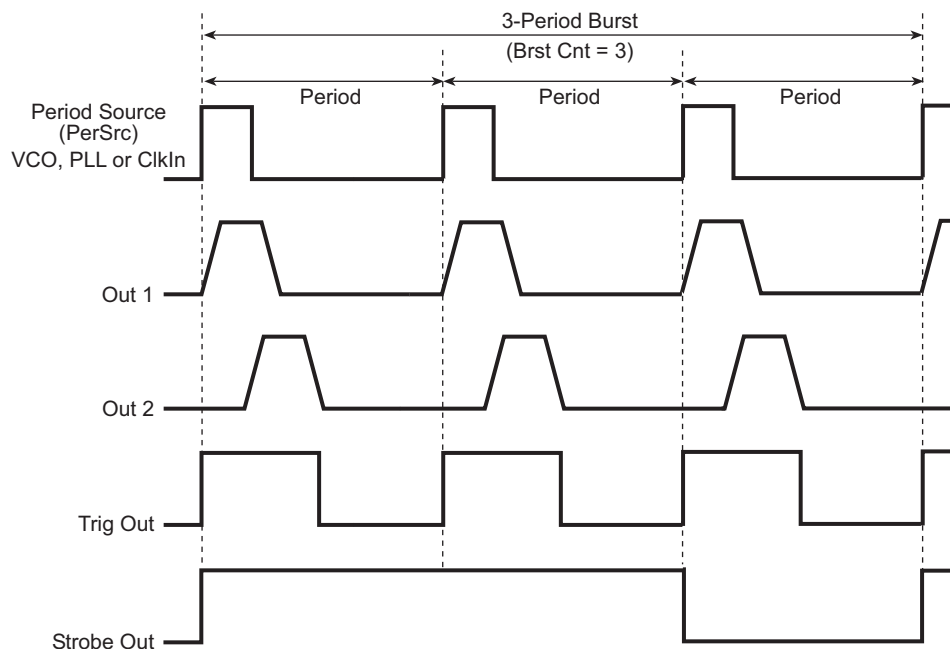 3-Period Burst
(Brst Cnt = 3)
Period
Period
Period
Period Source
(PerSrc)
VCO, PLL or ClkIn
Out 1
Out 2
Trig Out
Strobe Out